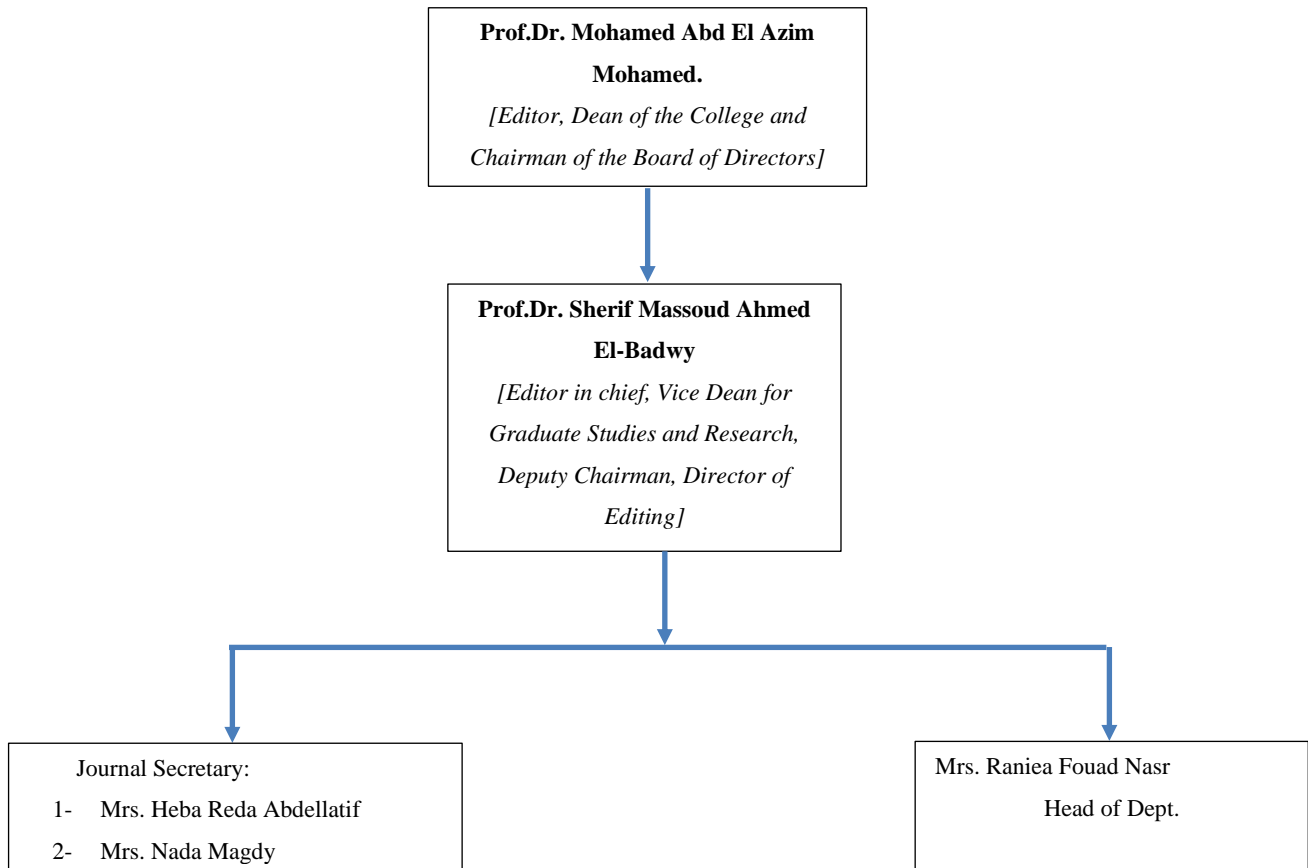 Prof.Dr. Mohamed Abd El Azim
Mohamed.
[Editor, Dean of the College and
Chairman of the Board of Directors]
Prof.Dr. Sherif Massoud Ahmed
El-Badwy
[Editor in chief, Vice Dean for
Graduate Studies and Research,
Deputy Chairman, Director of
Editing]
Journal Secretary:
1- Mrs. Heba Reda Abdellatif
2- Mrs. Nada Magdy
Mrs. Raniea Fouad Nasr
Head of Dept.